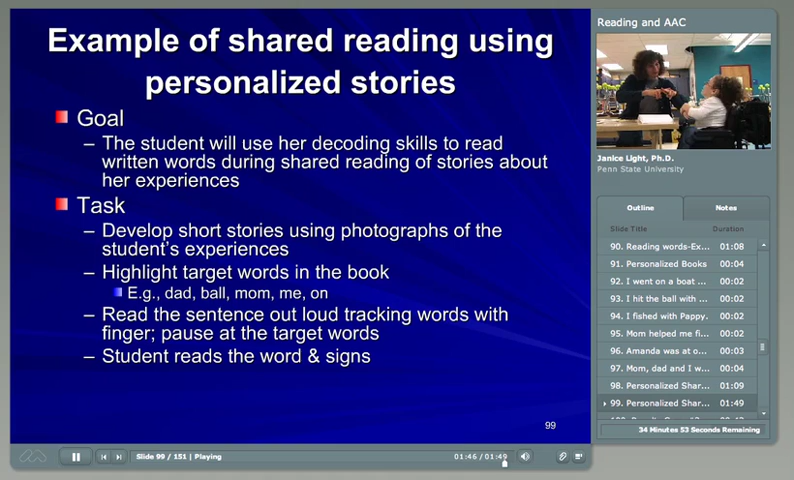 Example of shared reading using
personalized stories
Goal
– The student will use her decoding skills to read
written words during shared reading of stories about
her experiences
Task
– Develop short stories using photographs of the
student's experiences
– Highlight target words in the book
E.g., dad, ball, mom, me, on
– Read the sentence out loud tracking words with
finger; pause at the target words
– Student reads the word & signs
99
Slide 99 / 151 | Playing
01:46 / 01:49
Reading and AAC
Janice Light, Ph.D.
Penn State University
Outline Notes
Slide Title Duration
90. Reading words-Ex... 01:08
91. Personalized Books 00:04
92. I went on a boat ... 00:02
93. I hit the ball with ... 00:02
94. I fished with Pappy. 00:02
95. Mom helped me fi... 00:02
96. Amanda was at o... 00:03
97. Mom, dad and I w... 00:04
98. Personalized Shar... 01:09
99. Personalized Shar... 01:49
34 Minutes 53 Seconds Remaining